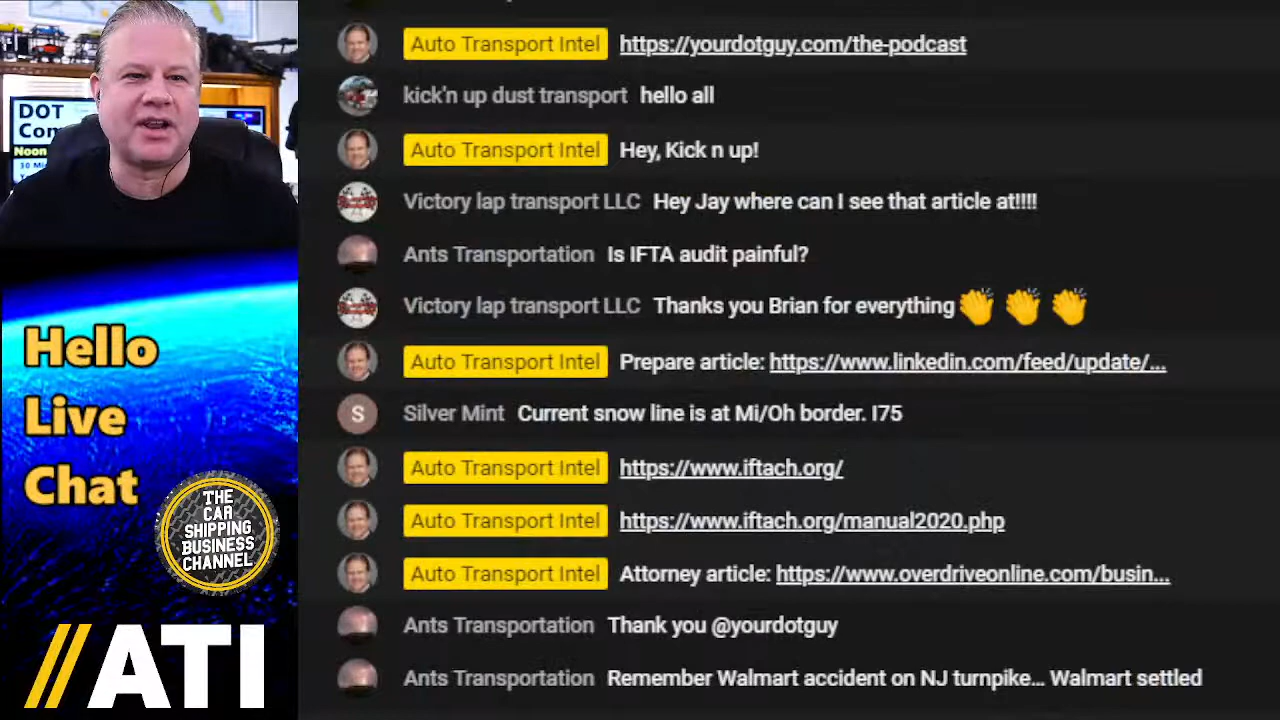 DOT
Com
Noon
30 Mi
Hello
Live
Chat
THE
CAR
SHIPPING
BUSINESS
CHANNEL
//ATI
Auto Transport Intel https://yourdotguy.com/the-podcast
kick'n up dust transport hello all
Auto Transport Intel Hey, Kick n up!
Victory lap transport LLC Hey Jay where can I see that article at!!!!
Ants Transportation Is IFTA audit painful?
Victory lap transport LLC Thanks you Brian for everything 👏 👏 👏
Auto Transport Intel Prepare article: https://www.linkedin.com/feed/update/...
S Silver Mint Current snow line is at Mi/Oh border. I75
Auto Transport Intel https://www.iftach.org/
Auto Transport Intel https://www.iftach.org/manual2020.php
Auto Transport Intel Attorney article: https://www.overdriveonline.com/busin...
Ants Transportation Thank you @yourdotguy
Ants Transportation Remember Walmart accident on NJ turnpike... Walmart settled